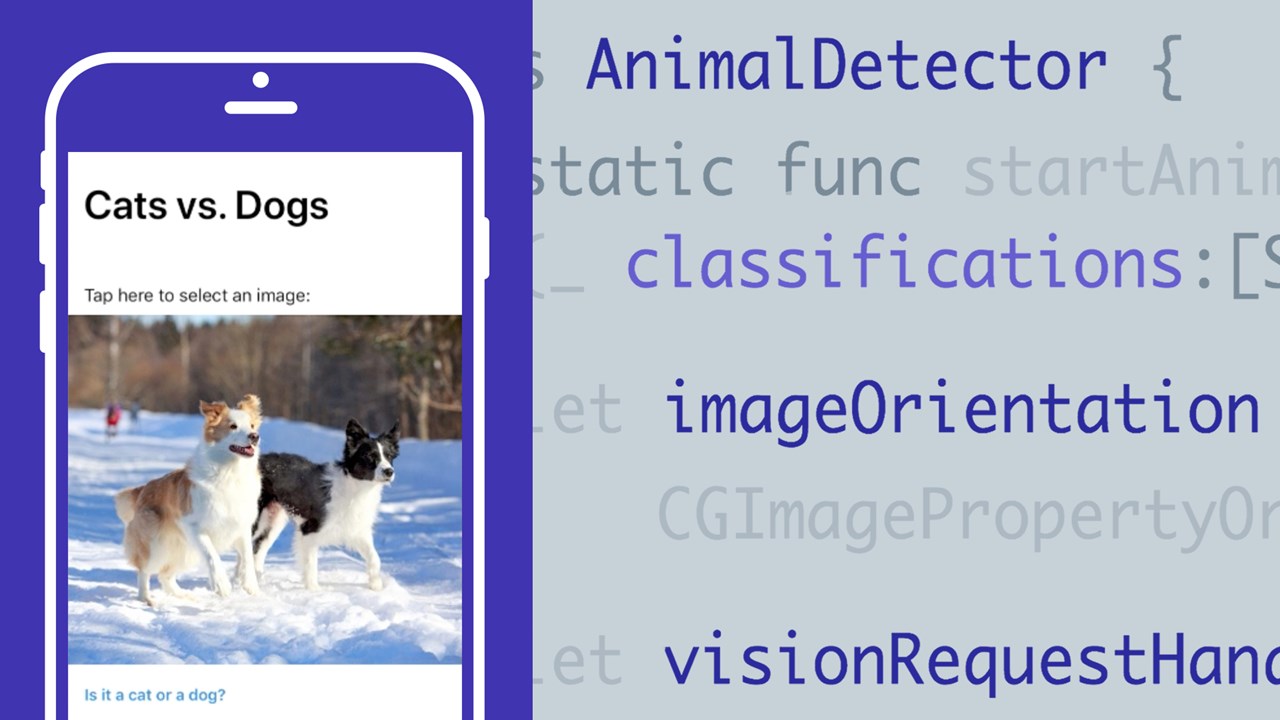 Cats vs. Dogs
Tap here to select an image:
Is it a cat or a dog?
s AnimalDetector {
static func startAnim
(_ classifications:[S
let imageOrientation
CGImagePropertyOr
let visionRequestHand